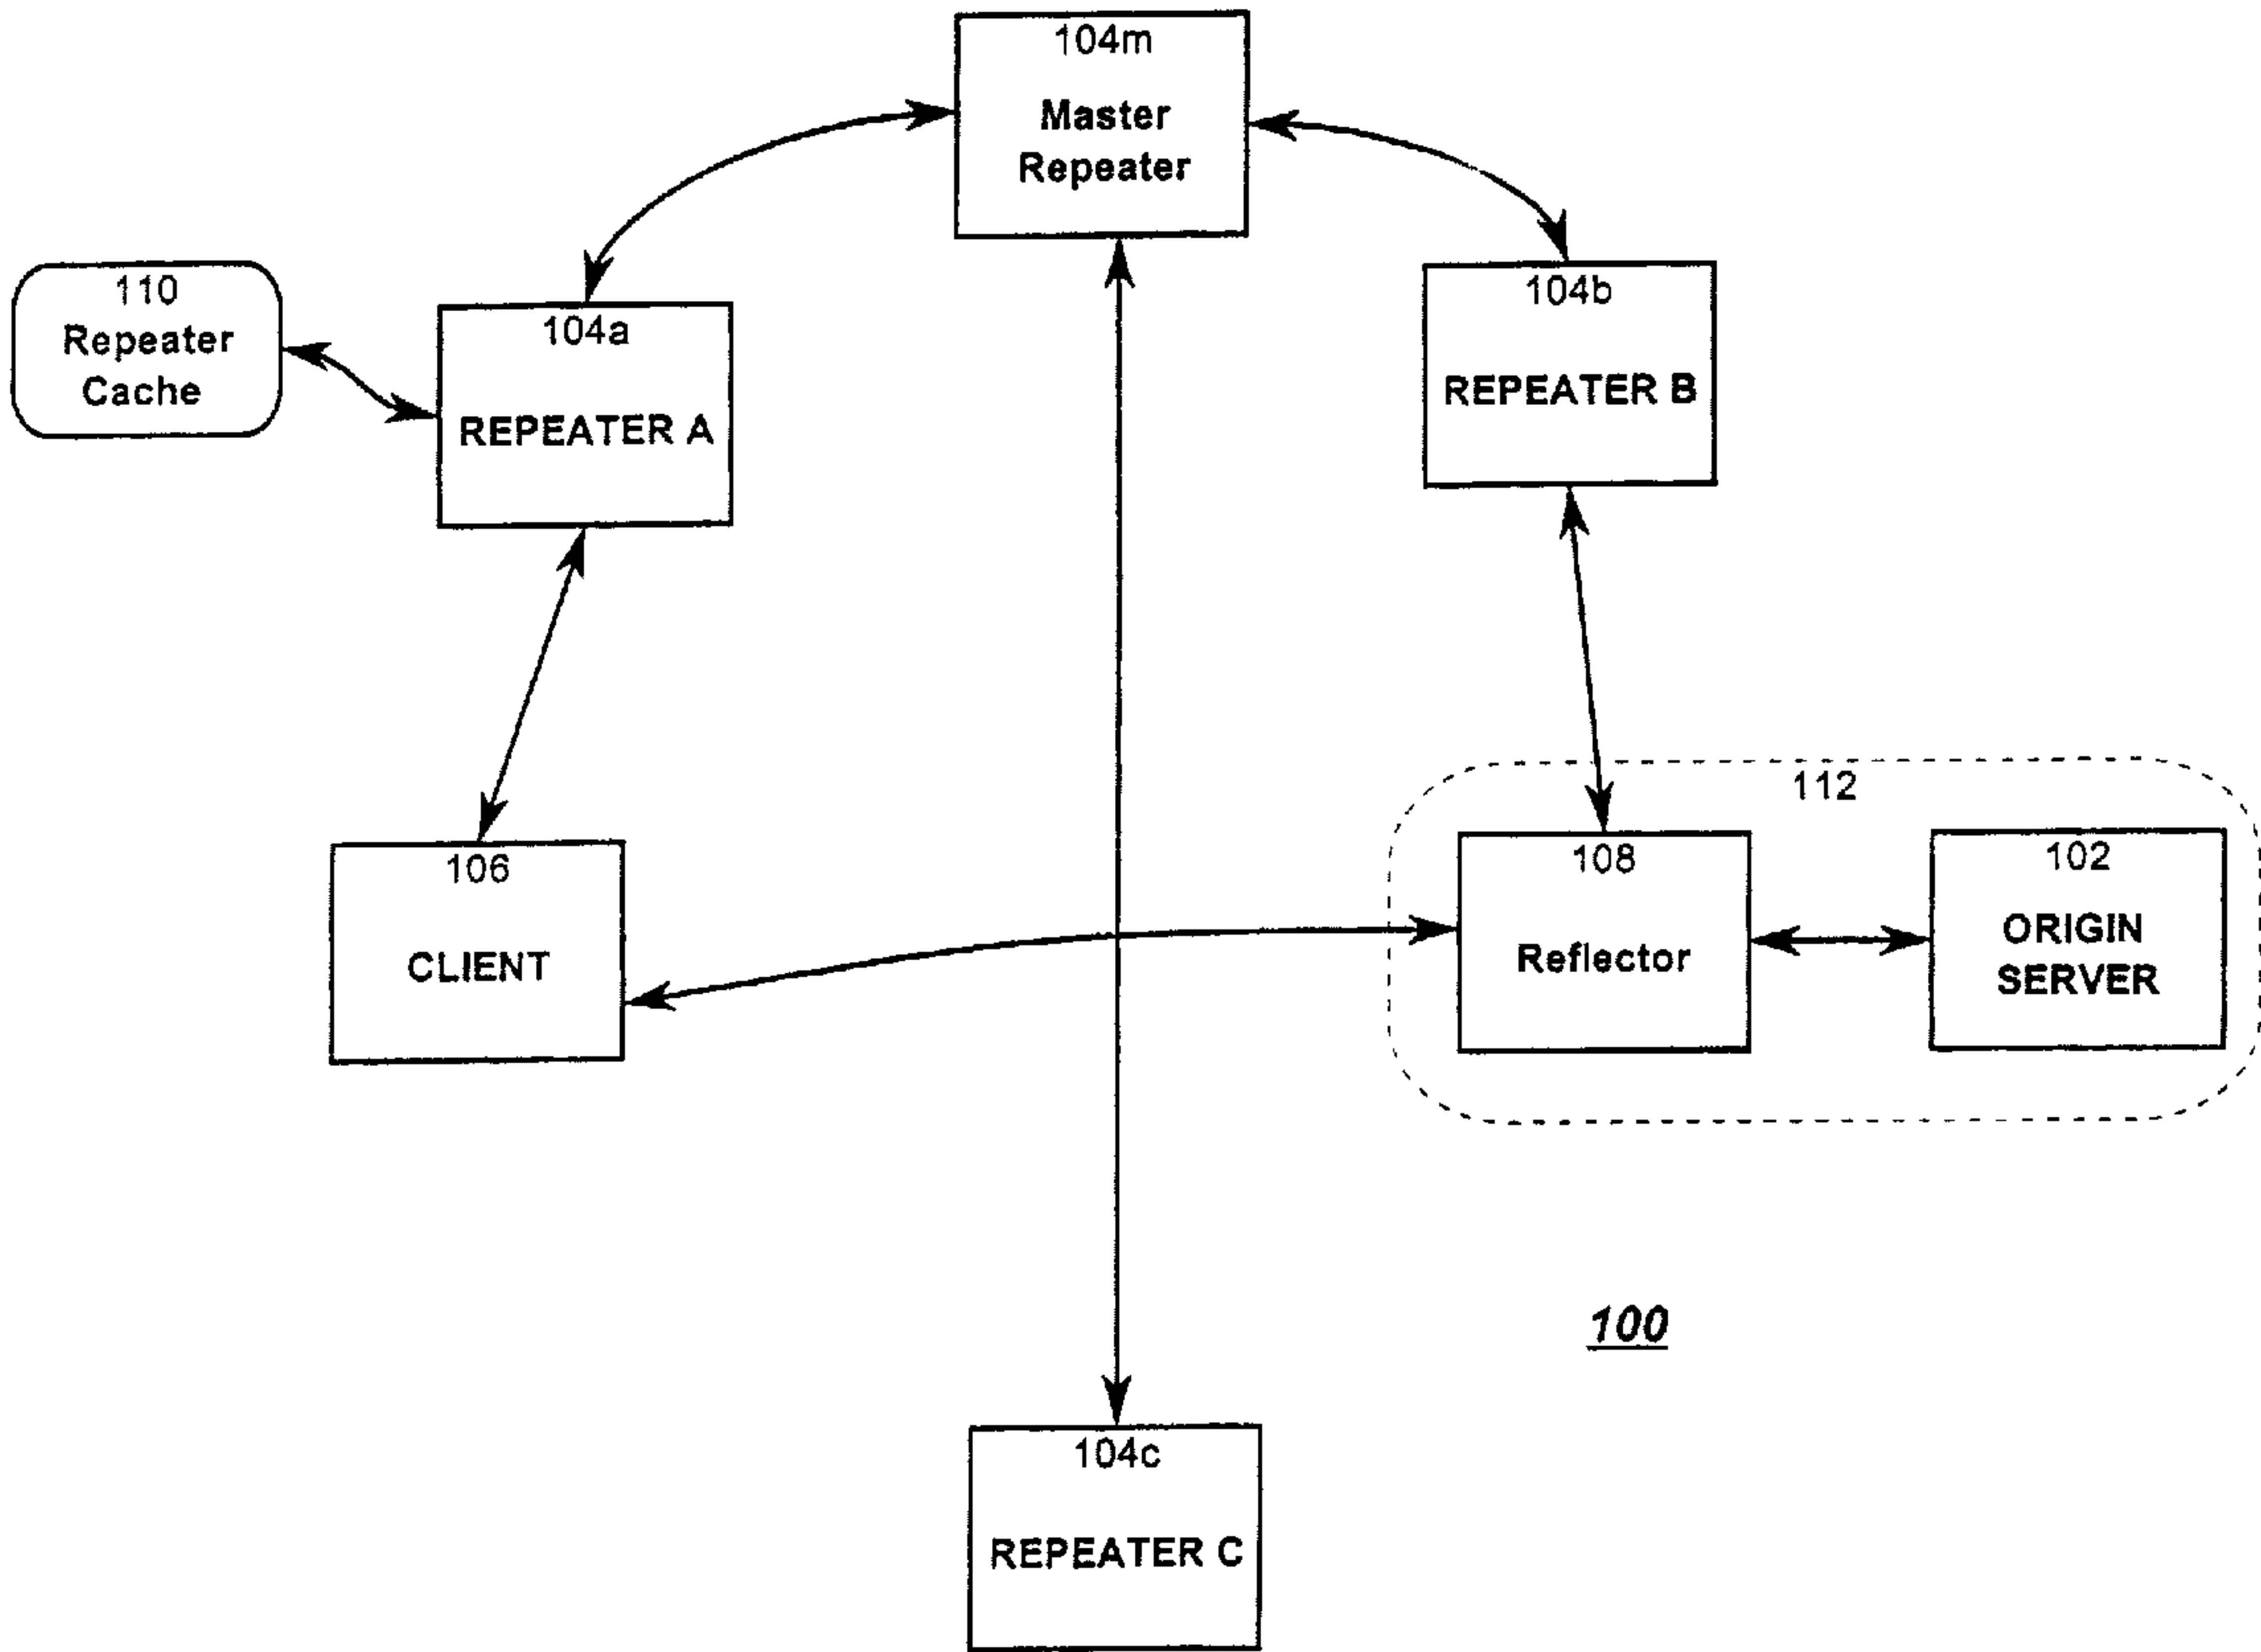 104m
Master
Repeater
110
Repeater
Cache
104a
REPEATER A
104b
REPEATER B
106
CLIENT
112
108
Reflector
102
ORIGIN
SERVER
100
104c
REPEATER C